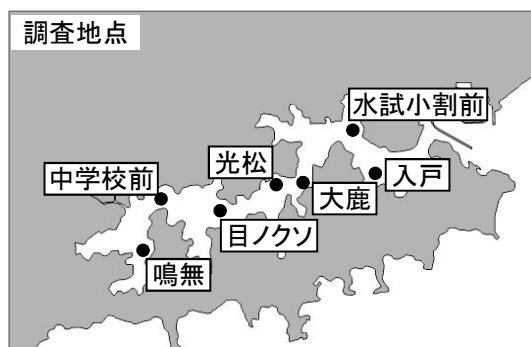 調査地点
水試小割前
光松
中学校前
入戸
大鹿
目ノクソ
鳴無